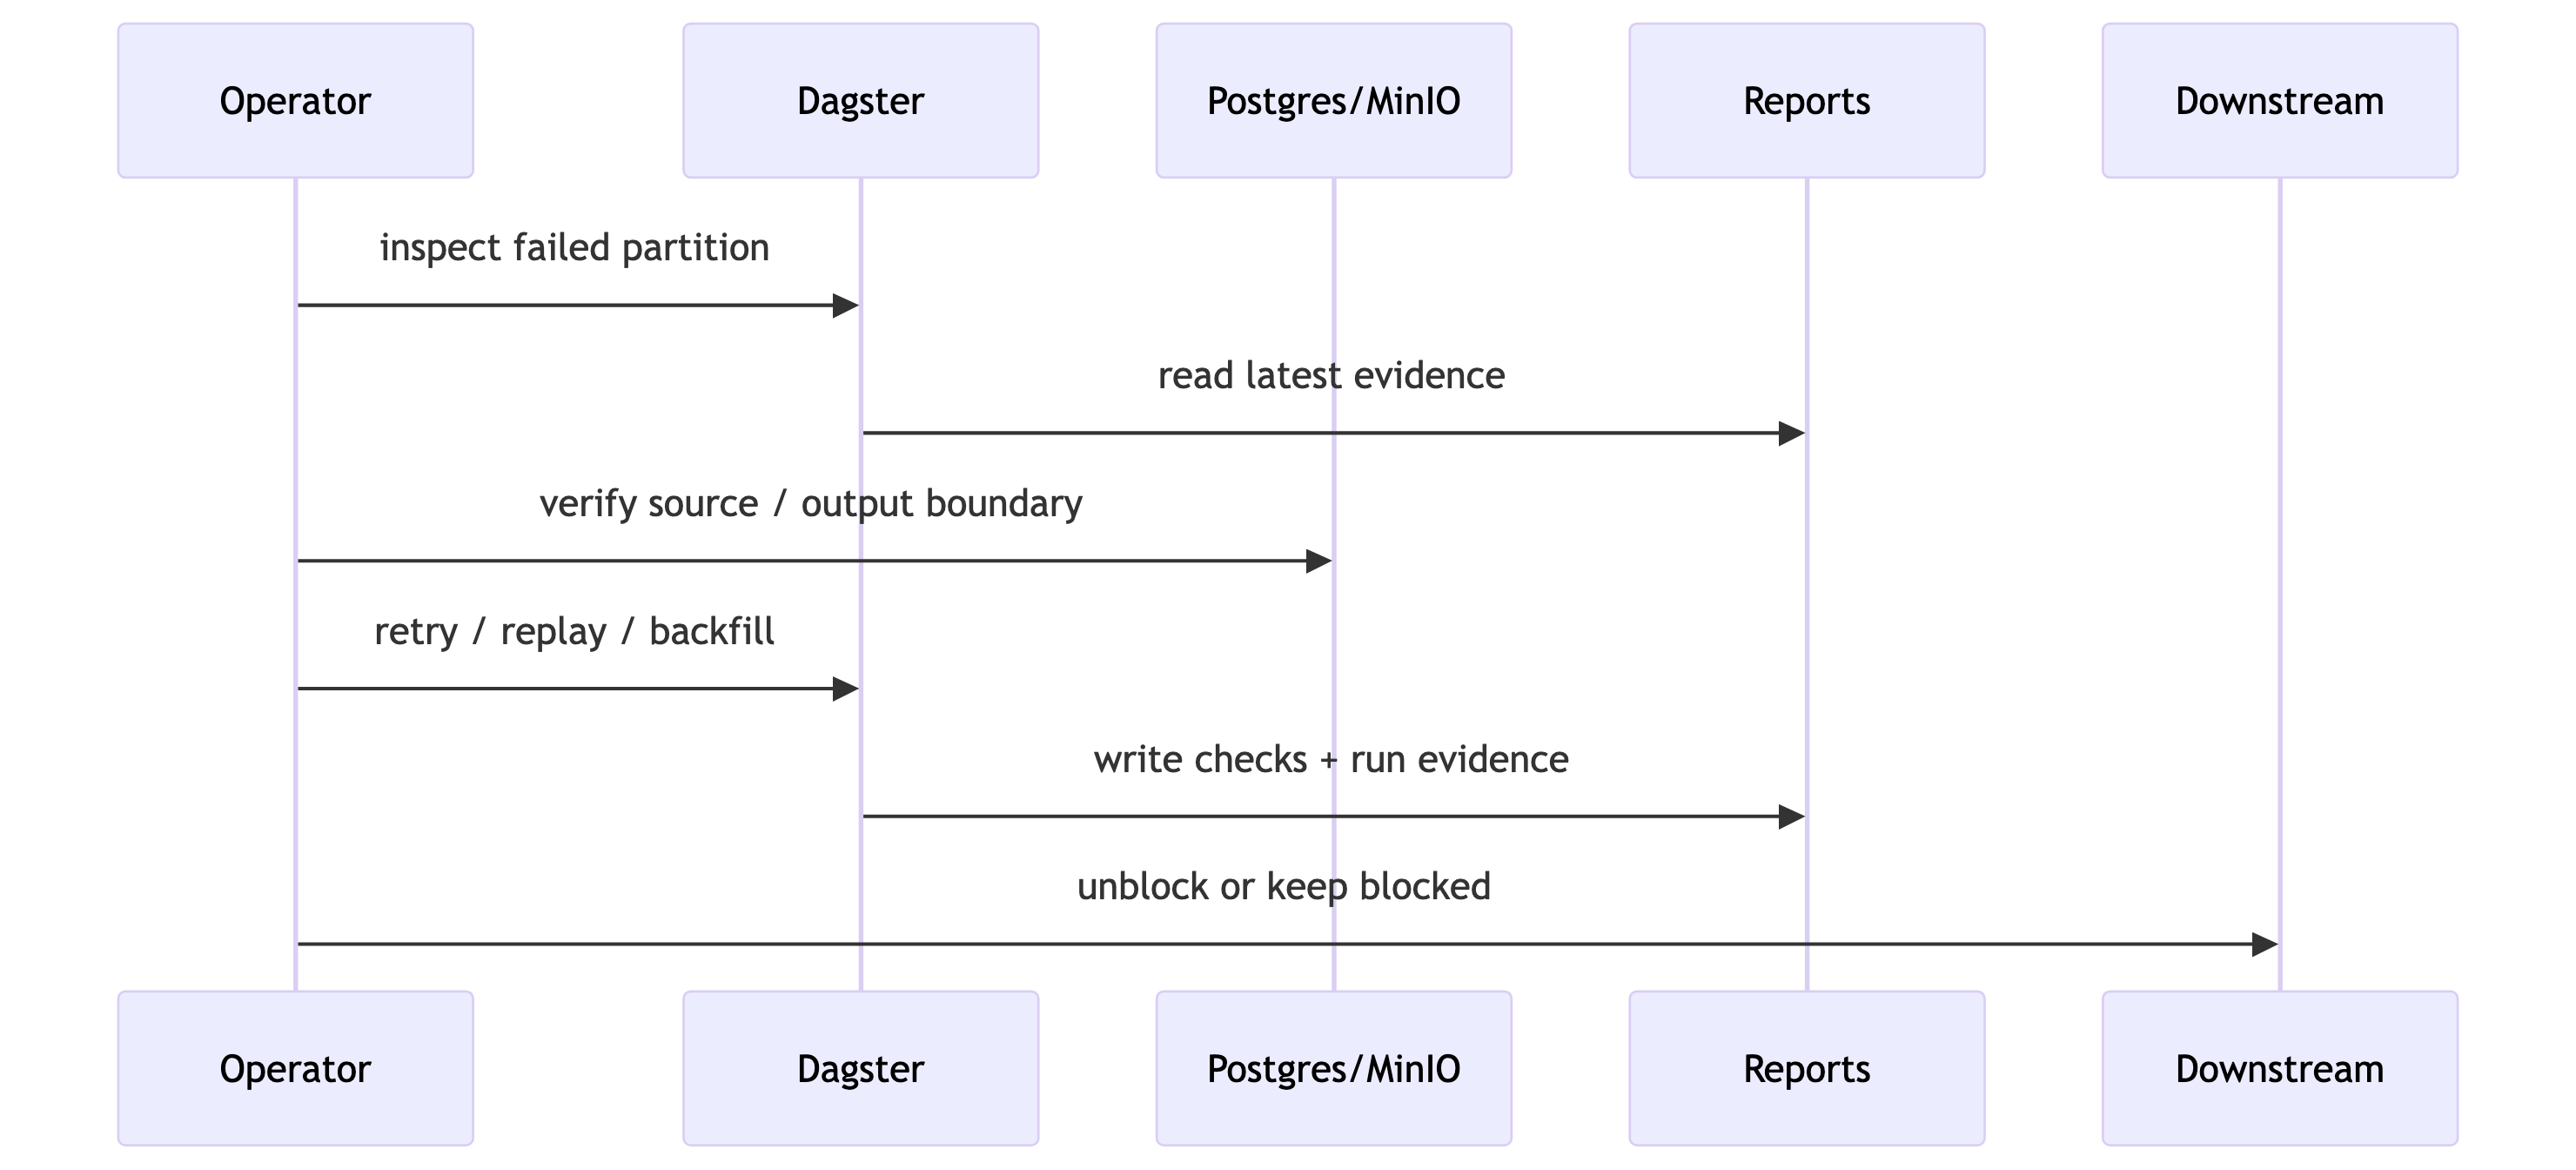 Operator
Dagster
Postgres/MinIO
Reports
Downstream
inspect failed partition
read latest evidence
verify source / output boundary
retry / replay / backfill
write checks + run evidence
unblock or keep blocked
Operator
Dagster
Postgres/MinIO
Reports
Downstream